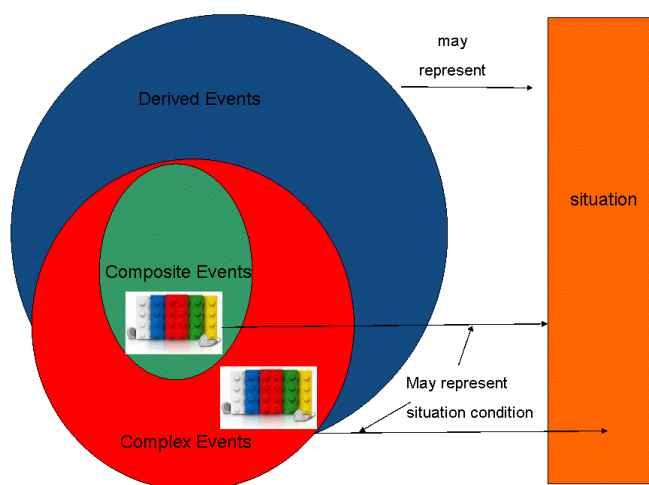 may
represent
Derived Events
situation
Composite Events
May represent
situation condition
Complex Events